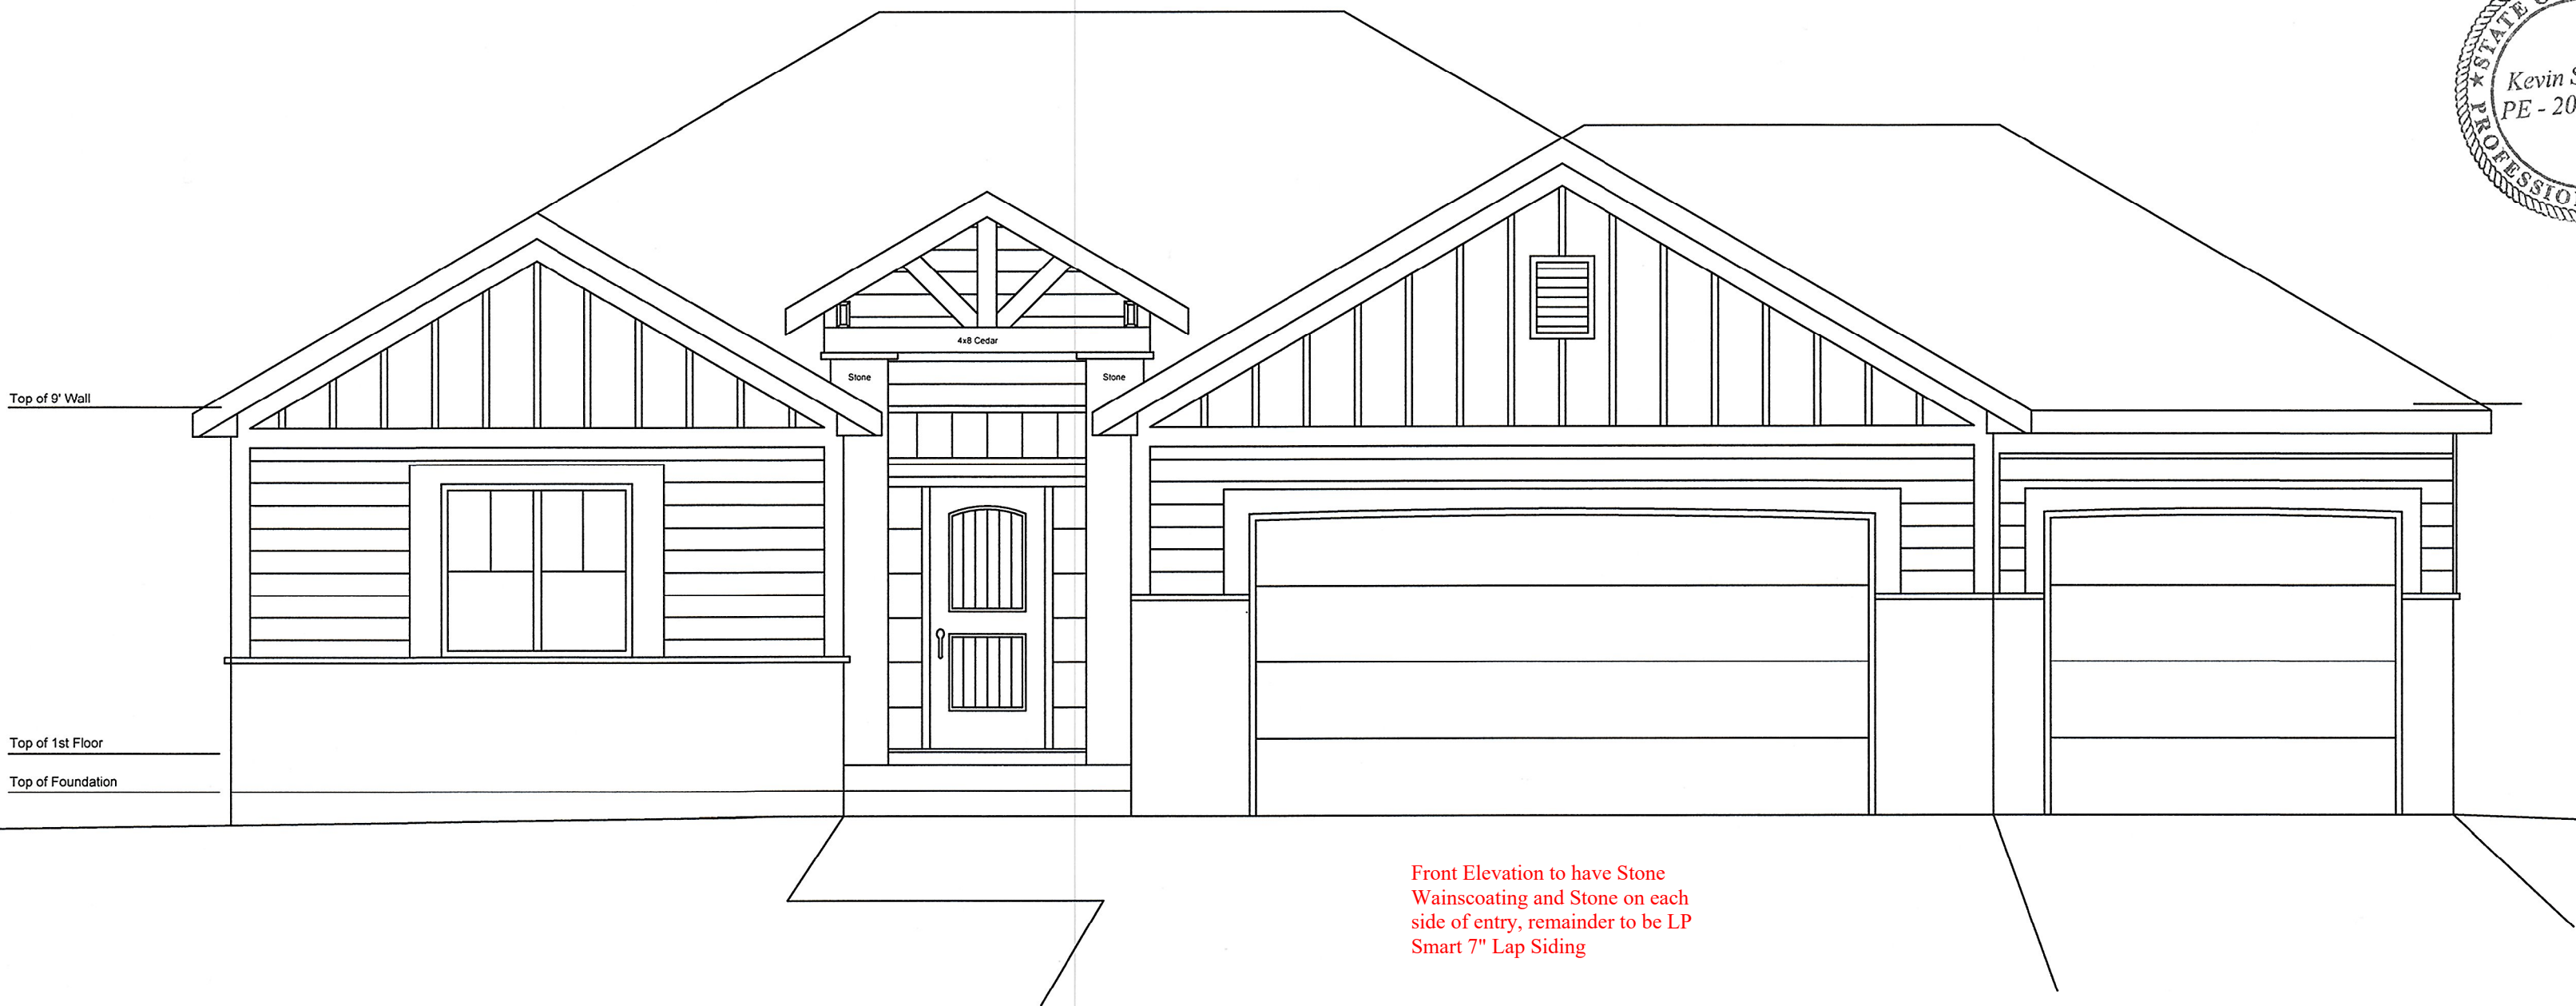 STATE
Kevin
PE - 20
PROFESSIO
4x8 Cedar
Stone
Stone
Top of 9' Wall
Top of 1st Floor
Top of Foundation
Front Elevation to have Stone
Wainscoating and Stone on each
side of entry, remainder to be LP
Smart 7" Lap Siding